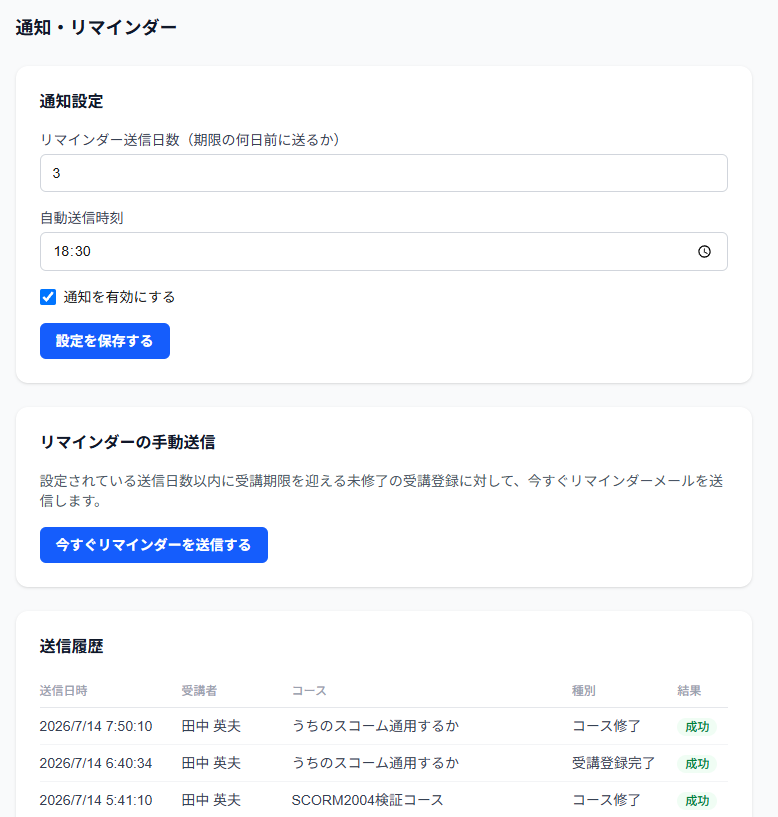 通知・リマインダー
通知設定
リマインダー送信日数（期限の何日前に送るか）
3
自動送信時刻
18:30
通知を有効にする
設定を保存する
リマインダーの手動送信
設定されている送信日数以内に受講期限を迎える未修了の受講登録に対して、今すぐリマインダーメールを送
信します。
今すぐリマインダーを送信する
送信履歴
送信日時 受講者 コース 種別 結果
2026/7/14 7:50:10 田中 英夫 うちのスコーム通用するか コース修了 成功
2026/7/14 6:40:34 田中 英夫 うちのスコーム通用するか 受講登録完了 成功
2026/7/14 5:41:10 田中 英夫 SCORM2004検証コース コース修了 成功